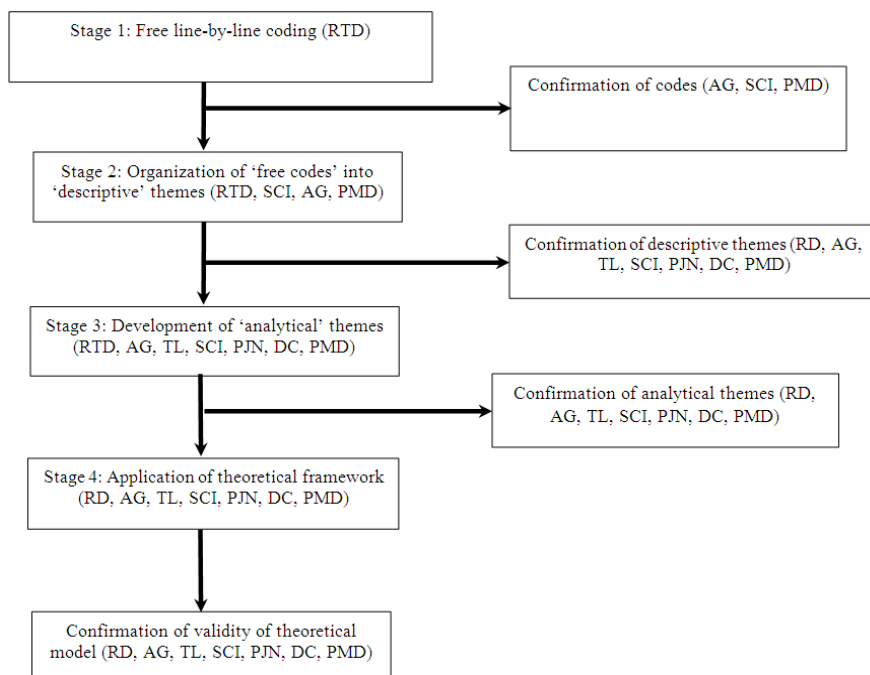 Stage 1: Free line-by-line coding (RTD)
Confirmation of codes (AG, SCI, PMD)
Stage 2: Organization of ‘free codes’ into
‘descriptive’ themes (RTD, SCI, AG, PMD)
Confirmation of descriptive themes (RD, AG,
TL, SCI, PJN, DC, PMD)
Stage 3: Development of ‘analytical’ themes
(RTD, AG, TL, SCI, PJN, DC, PMD)
Confirmation of analytical themes (RD,
AG, TL, SCI, PJN, DC, PMD)
Stage 4: Application of theoretical framework
(RD, AG, TL, SCI, PJN, DC, PMD)
Confirmation of validity of theoretical
model (RD, AG, TL, SCI, PJN, DC, PMD)